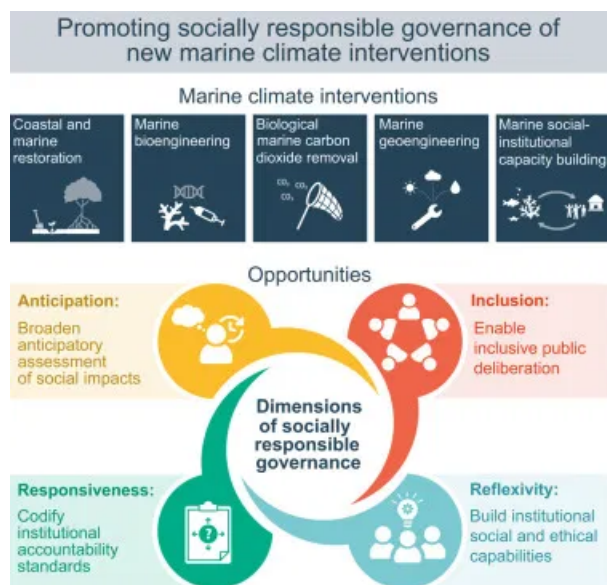 Promoting socially responsible governance of
new marine climate interventions
Marine climate interventions
Coastal and
marine
restoration
Marine
bioengineering
Biological
marine carbon
dioxide removal
CO₂ CO₂
CO₂
Marine
geoengineering
Marine social-
institutional
capacity building
Opportunities
Anticipation:
Broaden
anticipatory
assessment
of social impacts
Inclusion:
Enable
inclusive public
deliberation
Dimensions
of socially
responsible
governance
Responsiveness:
Codify
institutional
accountability
standards
?
Reflexivity:
Build institutional
social and ethical
capabilities